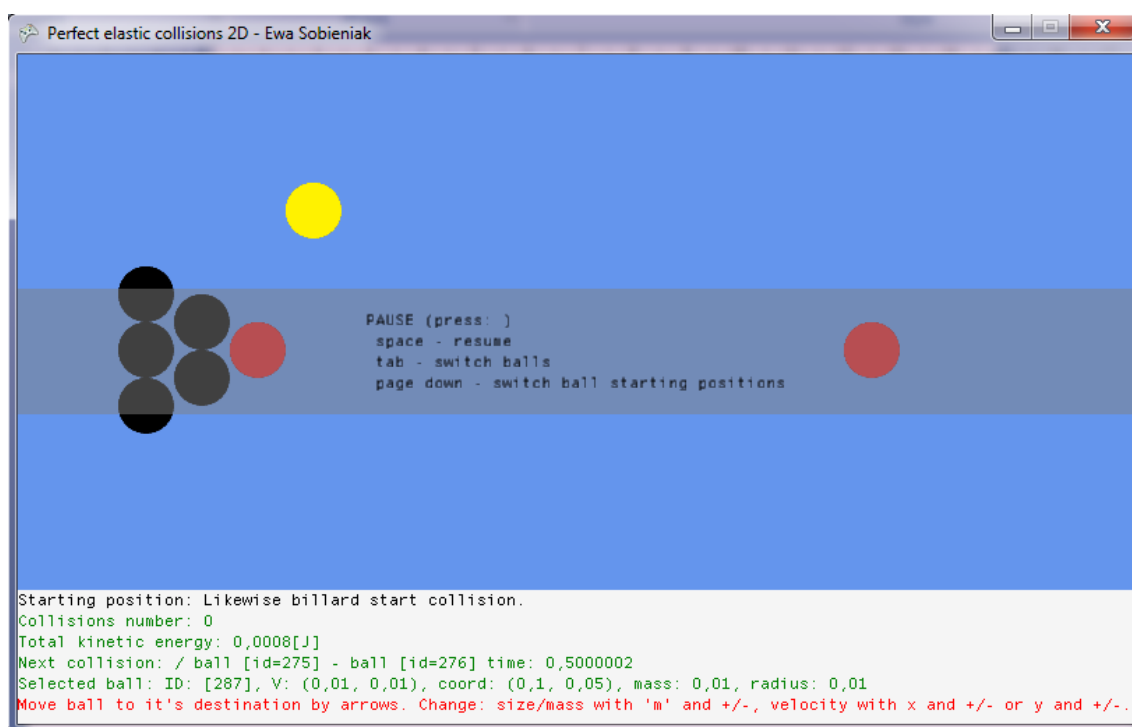 Perfect elastic collisions 2D - Ewa Sobieniak
PAUSE (press: )
space - resume
tab - switch balls
page down - switch ball starting positions
Starting position: Likewise billard start collision.
Collisions number: 0
Total kinetic energy: 0,0008[J]
Next collision: / ball [id=275] - ball [id=276] time: 0,5000002
Selected ball: ID: [287], V: (0,01, 0,01), coord: (0,1, 0,05), mass: 0,01, radius: 0,01
Move ball to it's destination by arrows. Change: size/mass with 'm' and +/-, velocity with x and +/- or y and +/-.